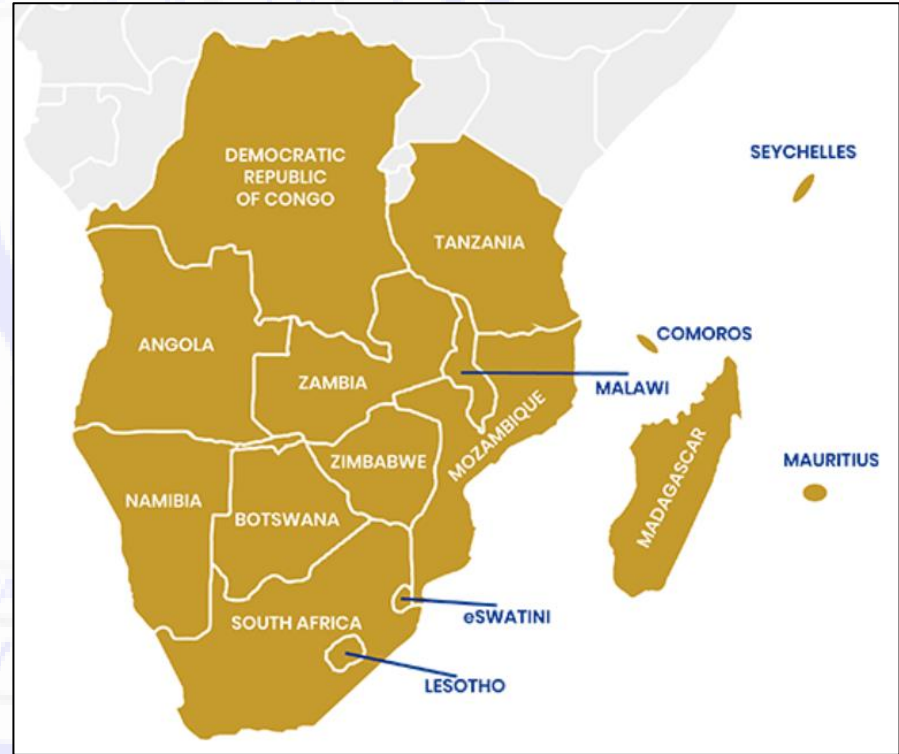 DEMOCRATIC
REPUBLIC
OF CONGO
SEYCHELLES
TANZANIA
COMOROS
ANGOLA
ZAMBIA
MALAWI
MOZAMBIQUE
MADAGASCAR
ZIMBABWE
MAURITIUS
NAMIBIA
BOTSWANA
SOUTH AFRICA
eSWATINI
LESOTHO